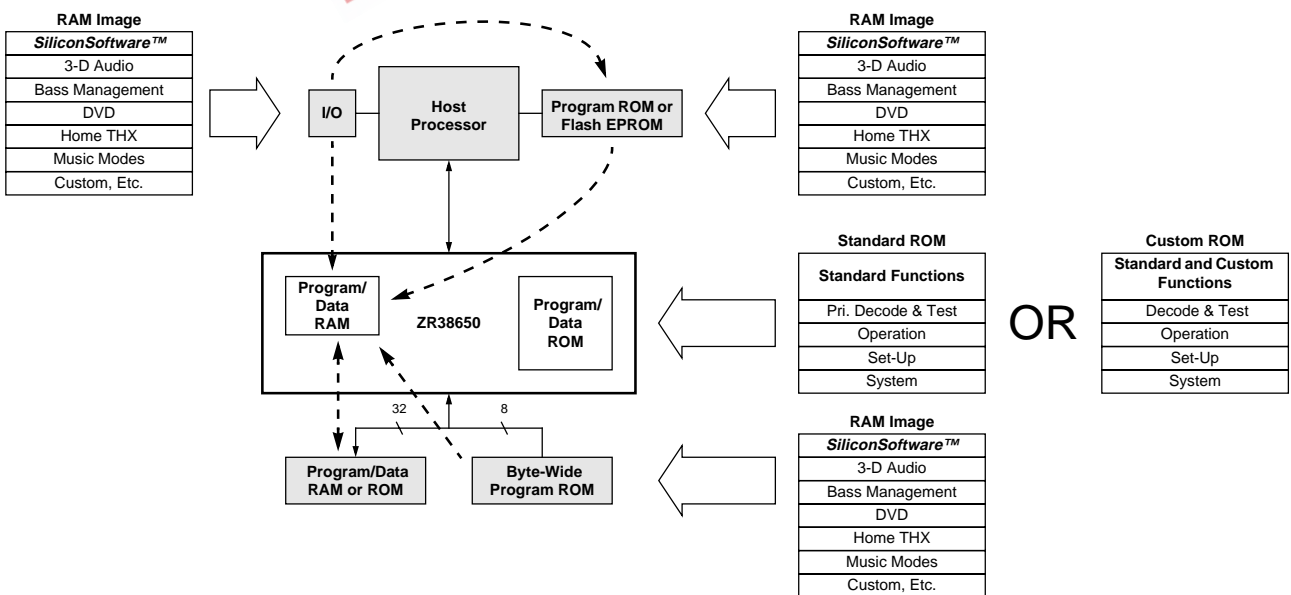 RAM Image
SiliconSoftware™
3-D Audio
Bass Management
DVD
Home THX
Music Modes
Custom, Etc.
I/O
Host
Processor
Program ROM or
Flash EPROM
RAM Image
SiliconSoftware™
3-D Audio
Bass Management
DVD
Home THX
Music Modes
Custom, Etc.
Program/
Data
RAM
ZR38650
Program/
Data
ROM
Standard ROM
Standard Functions
Pri. Decode & Test
Operation
Set-Up
System
OR
Custom ROM
Standard and Custom
Functions
Decode & Test
Operation
Set-Up
System
32
8
Program/Data
RAM or ROM
Byte-Wide
Program ROM
RAM Image
SiliconSoftware™
3-D Audio
Bass Management
DVD
Home THX
Music Modes
Custom, Etc.